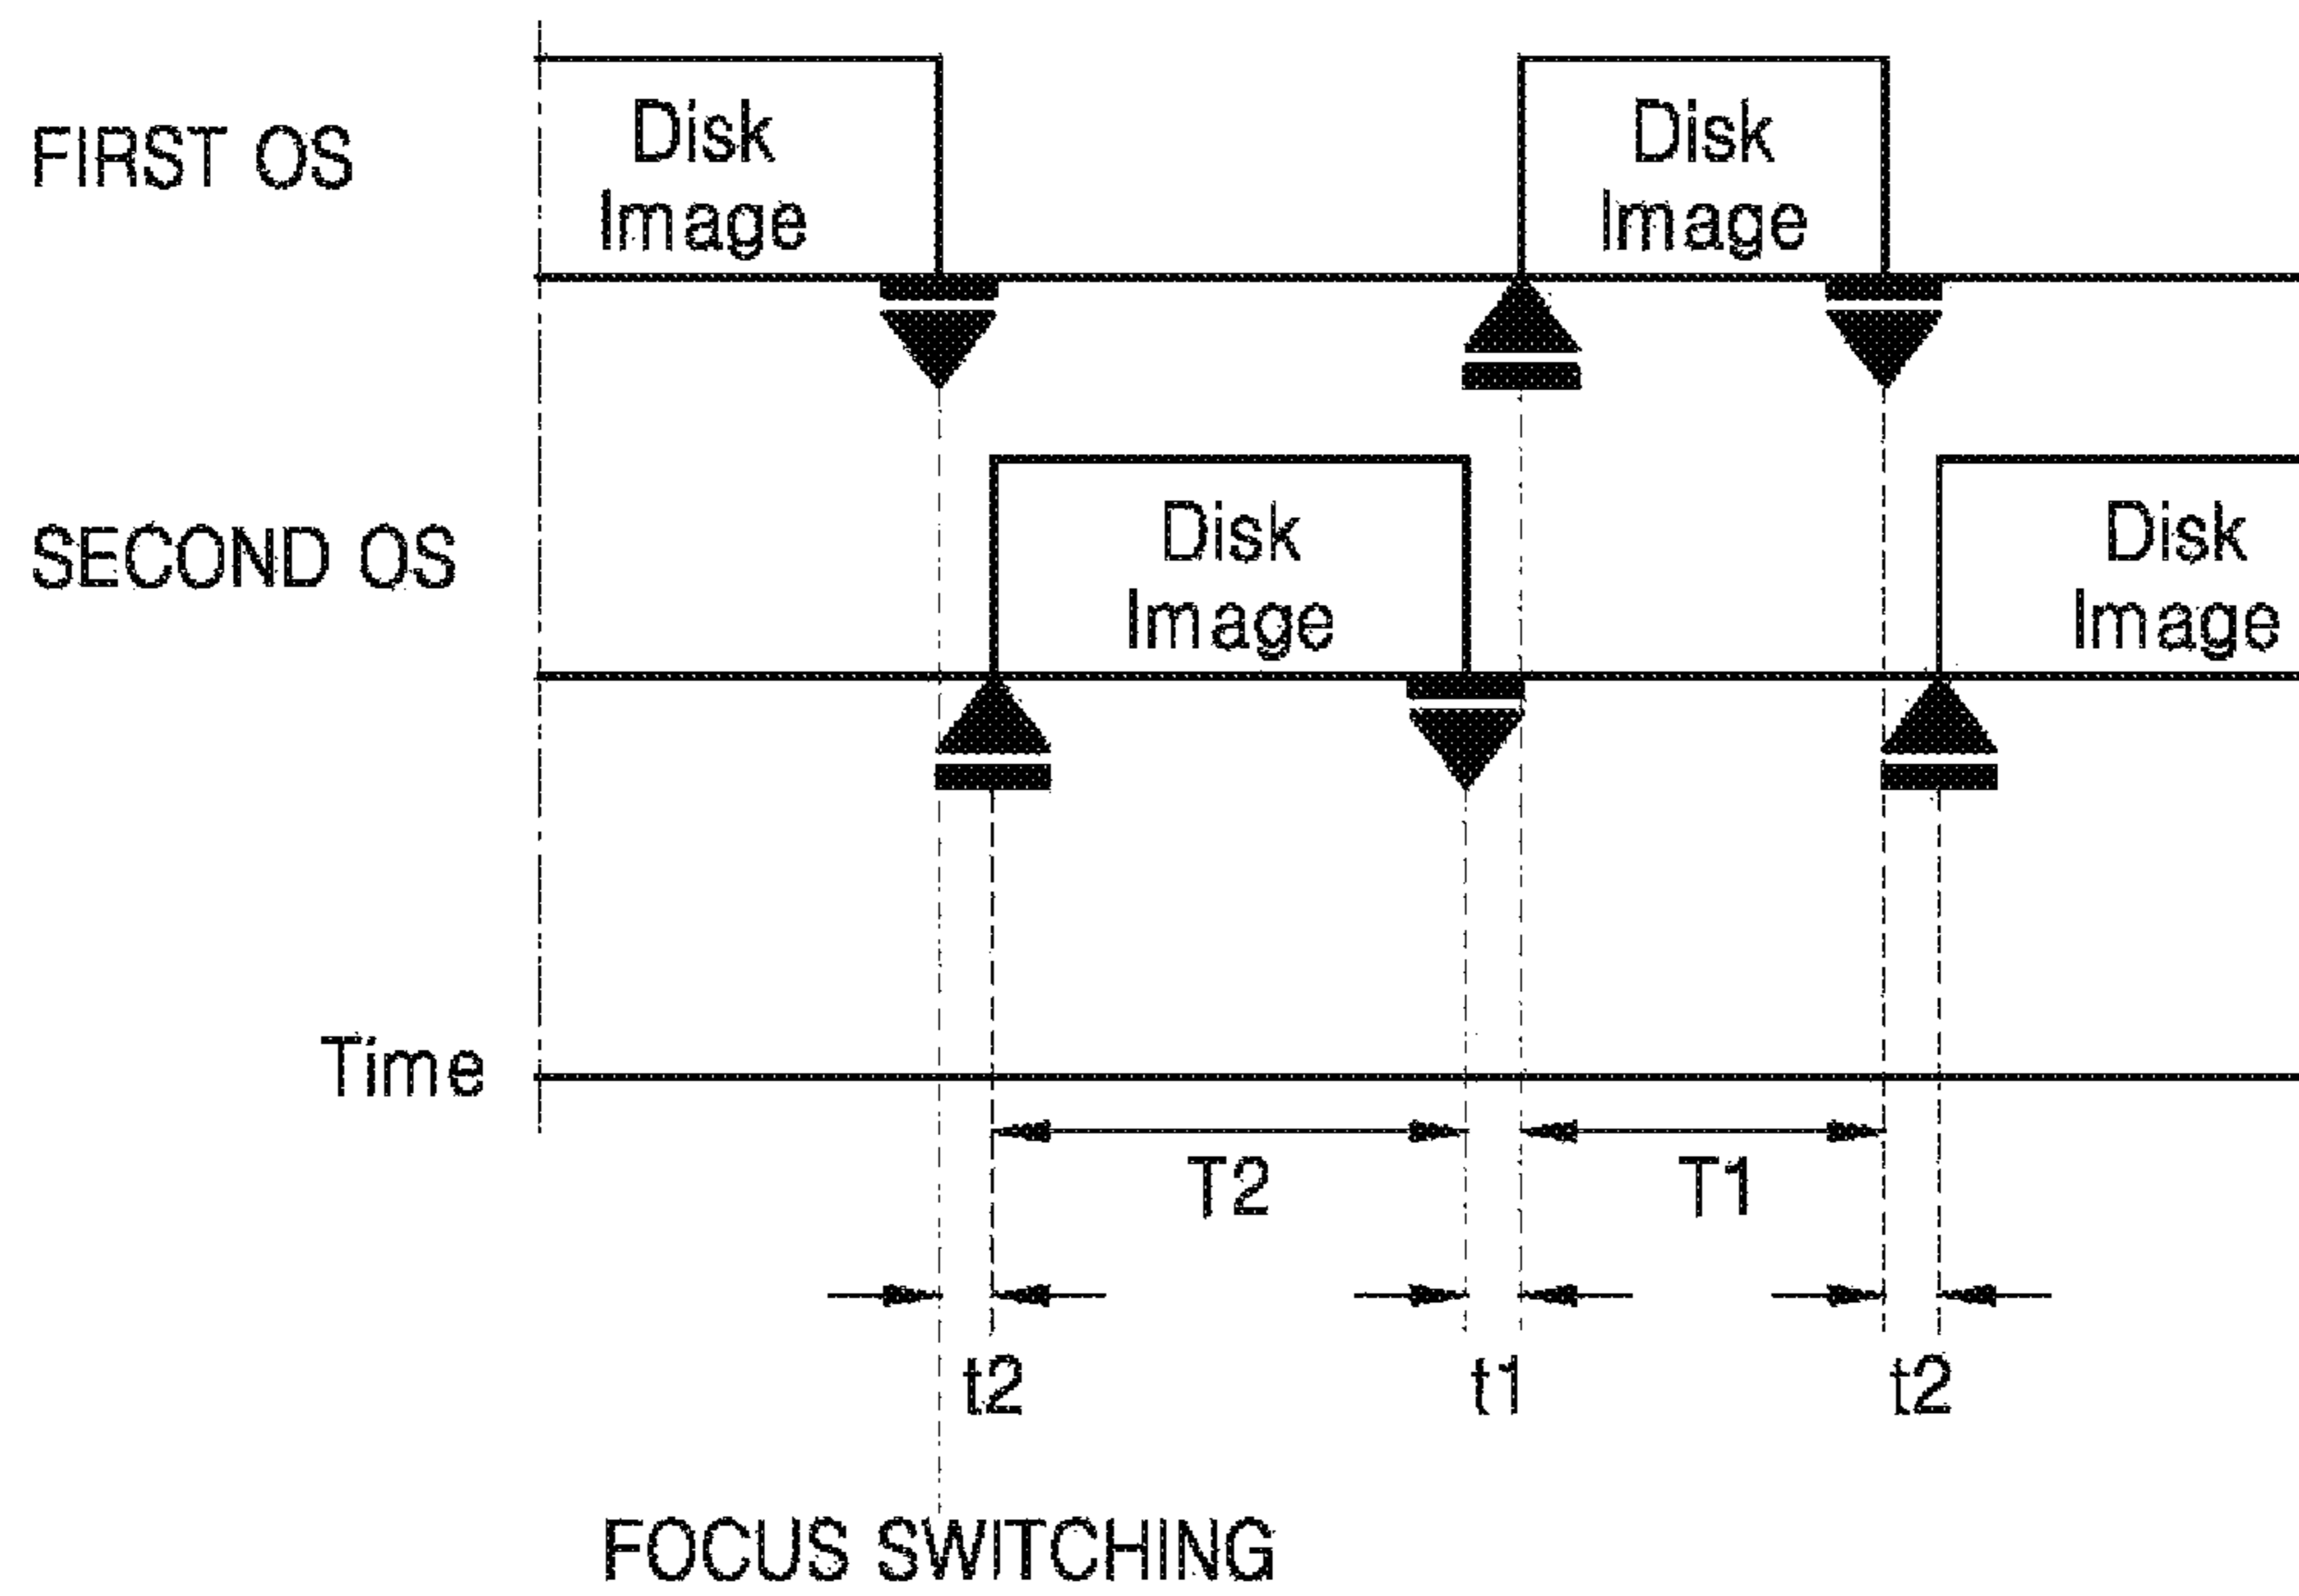 FIRST OS
Disk
Image
Disk
Image
SECOND OS
Disk
Image
Disk
Image
Time
T2
T1
t2
t1
t2
FOCUS SWITCHING